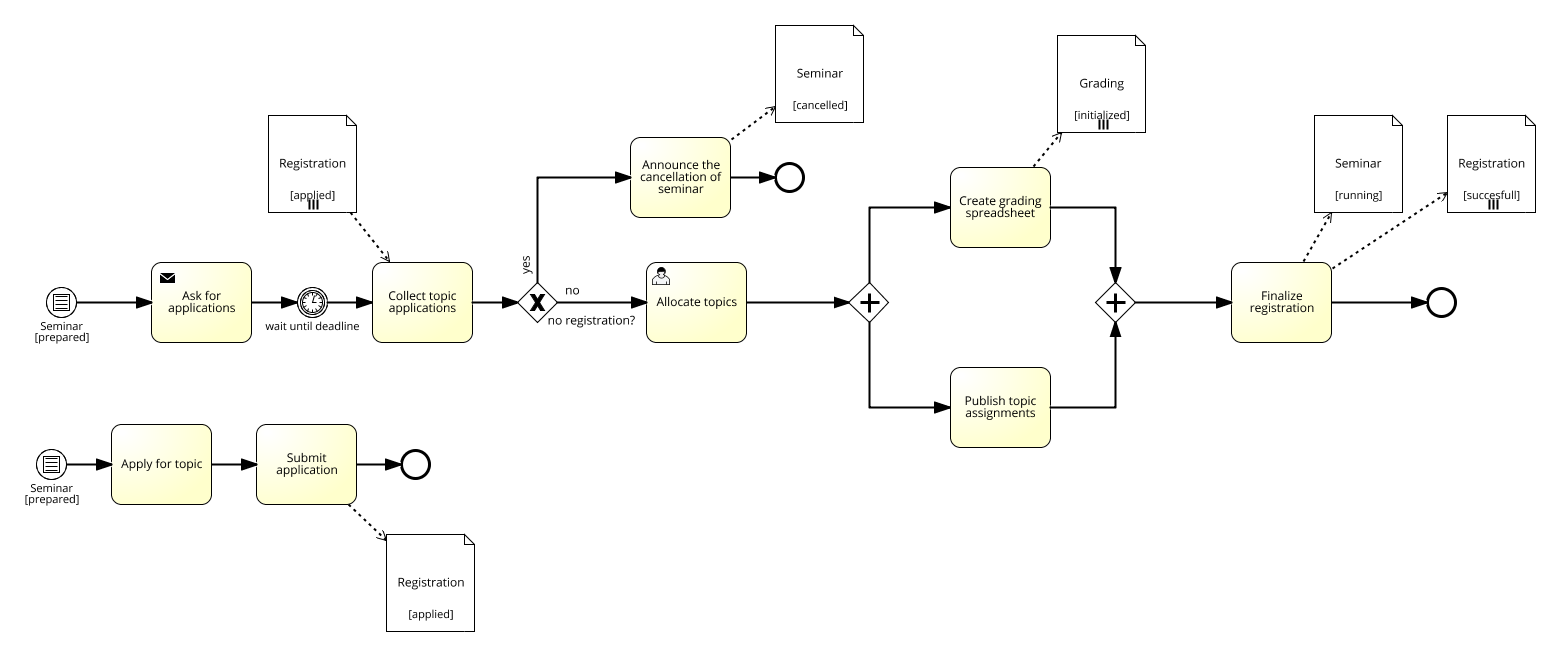 Seminar
[cancelled]
Grading
[initialized]
Registration
[applied]
Seminar
[running]
Registration
[succesfull]
Announce the
cancellation of
seminar
Create grading
spreadsheet
yes
Seminar
[prepared]
Ask for
applications
wait until deadline
Collect topic
applications
no
no registration?
Allocate topics
Finalize
registration
Publish topic
assignments
Seminar
[prepared]
Apply for topic
Submit
application
Registration
[applied]